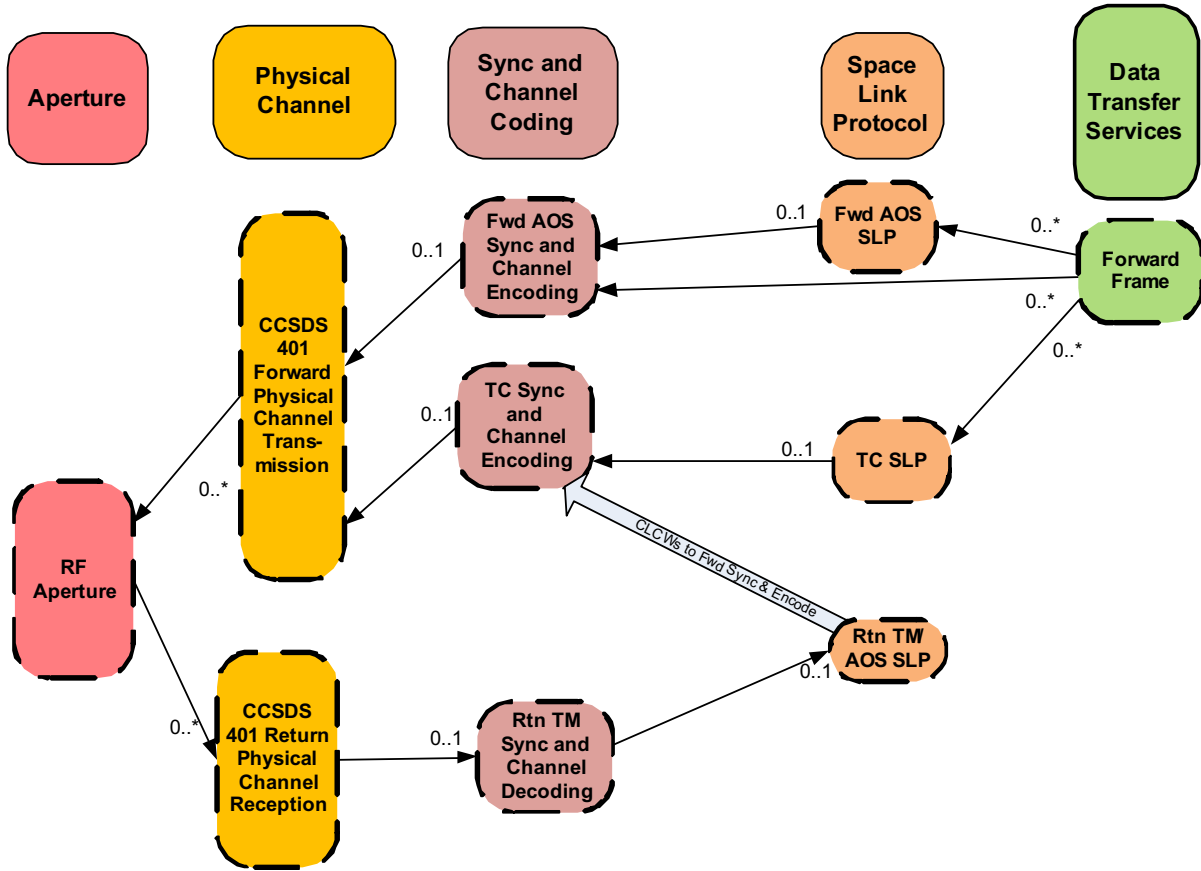 Aperture
Physical
Channel
Sync and
Channel
Coding
Space
Link
Protocol
Data
Transfer
Services
Fwd AOS
Sync and
Channel
Encoding
0..1
0..1
Fwd AOS
SLP
0..*
Forward
Frame
0..*
0..*
CCSDS
401
Forward
Physical
Channel
Trans-
mission
0..*
TC Sync
and
Channel
Encoding
0..1
0..1
TC SLP
CLCWs to Fwd Sync & Encode
RF
Aperture
Rtn TM/
AOS SLP
0..1
0..*
CCSDS
401 Return
Physical
Channel
Reception
0..1
Rtn TM
Sync and
Channel
Decoding